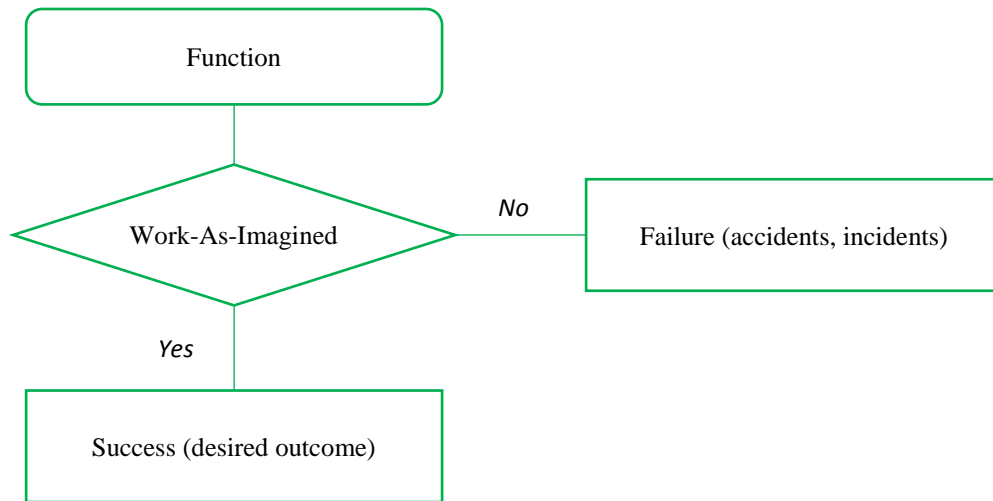 Function
Work-As-Imagined
No
Failure (accidents, incidents)
Yes
Success (desired outcome)